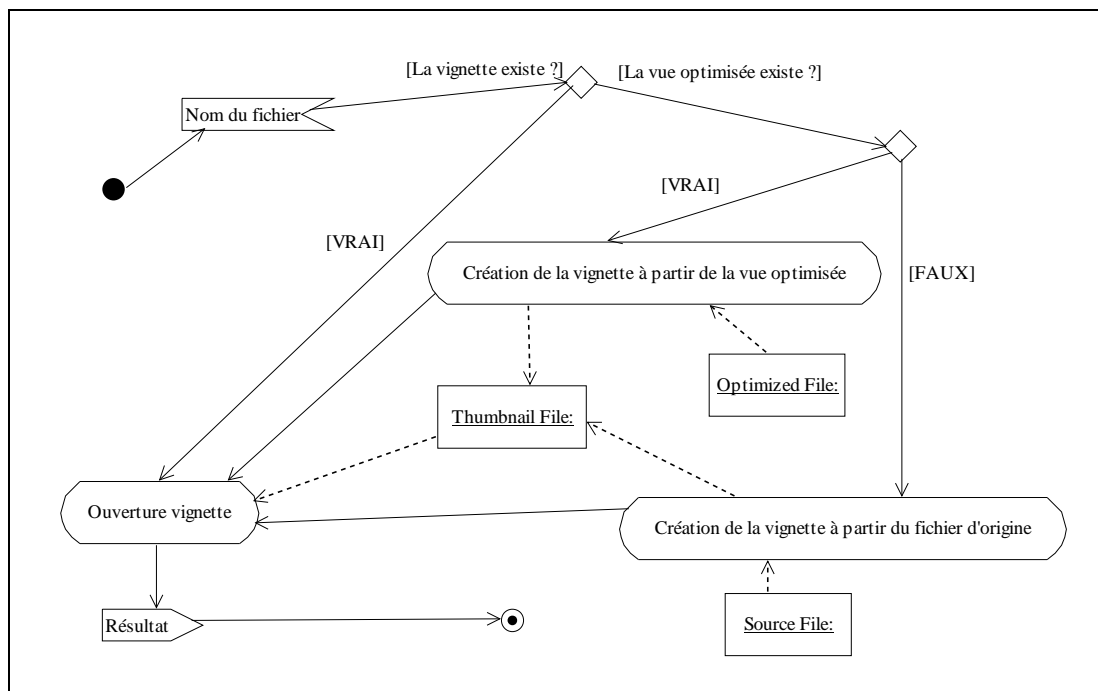 [La vignette existe ?]
[La vue optimisée existe ?]
Nom du fichier
[VRAI]
[VRAI]
Création de la vignette à partir de la vue optimisée
[FAUX]
Optimized File:
Thumbnail File:
Ouverture vignette
Création de la vignette à partir du fichier d'origine
Résultat
Source File: